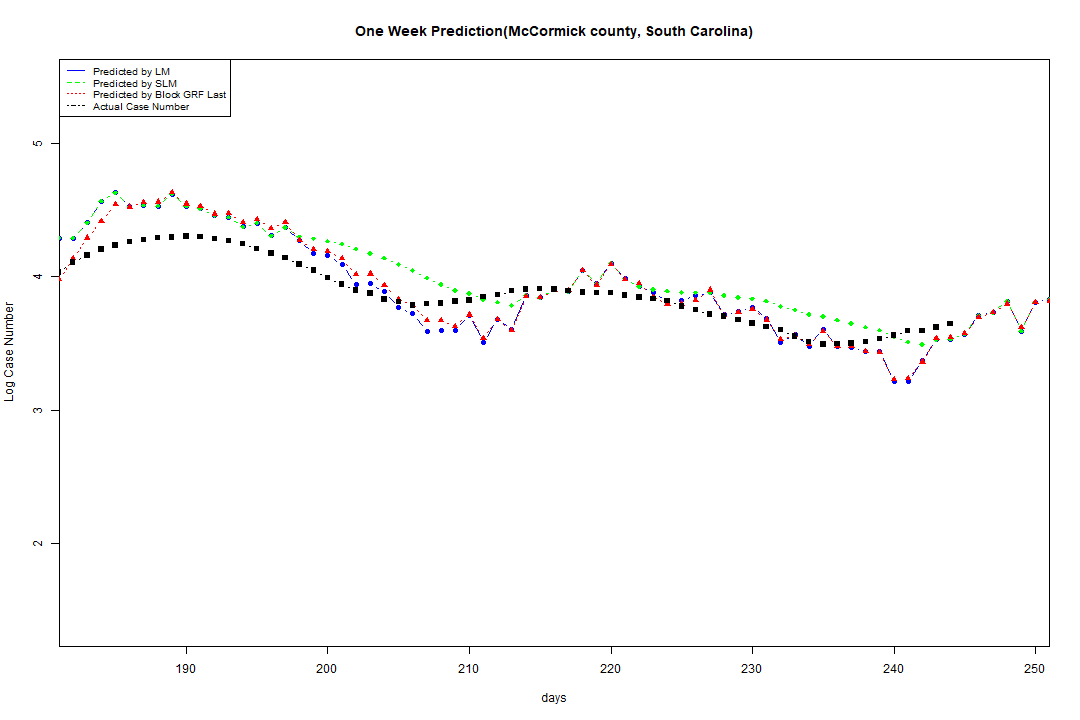 One Week Prediction(McCormick county, South Carolina)
Predicted by LM
Predicted by SLM
Predicted by Block GRF Last
Actual Case Number
5
4
3
2
Log Case Number
190 200 210 220 230 240 250
days